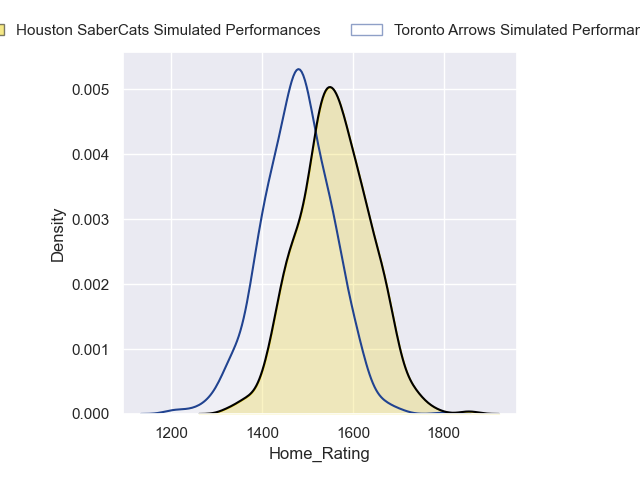 Houston SaberCats Simulated Performances
Toronto Arrows Simulated
0.005
0.004
0.003
0.002
0.001
0.000
Density
1200 1400 1600 1800
Home_Rating